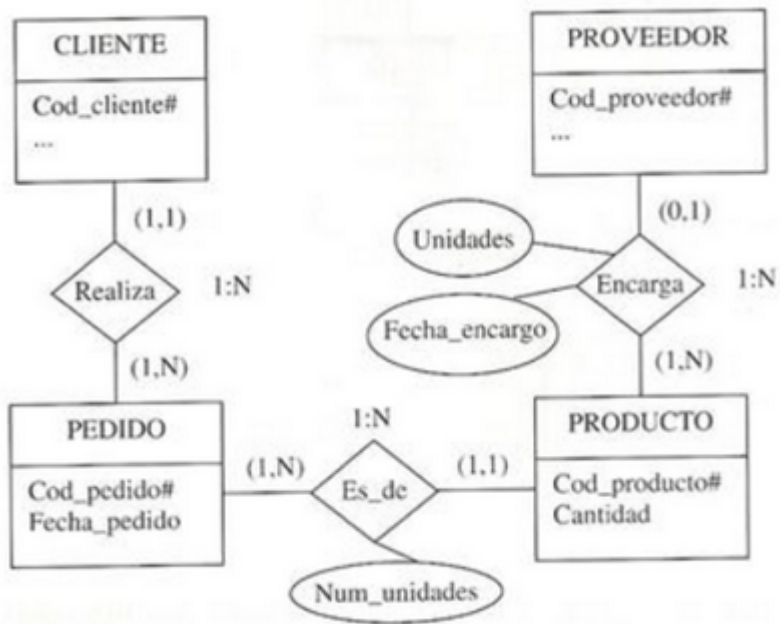 CLIENTE
Cod_cliente#
...
PROVEEDOR
Cod_proveedor#
...
(1,1)
(0,1)
Unidades
Realiza
1:N
Encarga
1:N
Fecha_encargo
(1,N)
(1,N)
PEDIDO
Cod_pedido#
Fecha_pedido
1:N
(1,N)
Es_de
(1,1)
PRODUCTO
Cod_producto#
Cantidad
Num_unidades